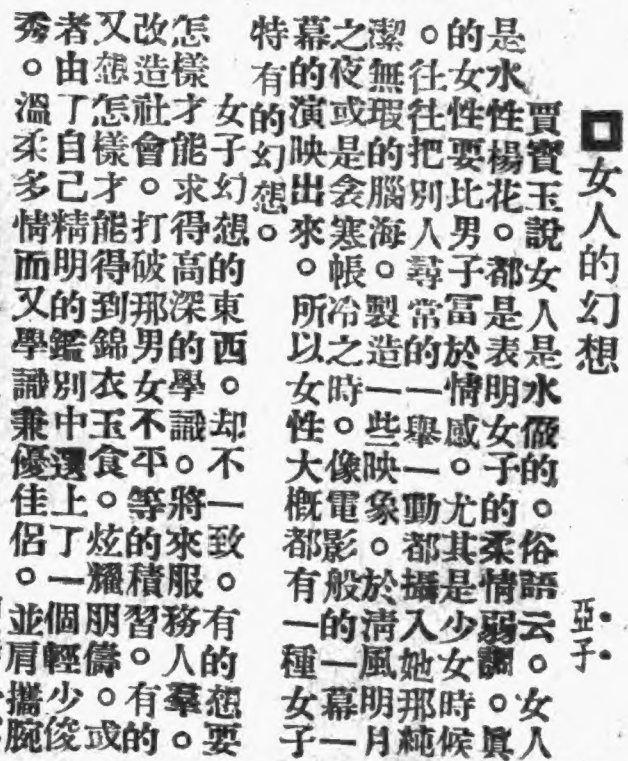 □女人的幻想
亞子
賈寶玉說女人是水做的。俗語云。女人
是水性楊花。都是表明女子的柔情弱調。眞
的女性要比男子冨於情感。尤其是少女時候
。往往把別人尋常的一舉一動都攝入她那純
潔無瑕的腦海。製造一些映象。於淸風明月
之夜或是衾寒帳冷之時。像電影般的一幕一
幕的演映出來。所以女性大槪都有一種女子
特有的幻想。
女子幻想的東西。却不一致。有的想要
怎樣才能求得高深的學識。將來服務人羣。
改造社會。打破那男女不平等的積習。有的
又想怎樣才能得到錦衣玉食。炫耀朋儕。或
者由了自己精明的鑑別中選上了一個輕少俊
秀。溫柔多情而又學識兼優佳侶。並肩攜腕